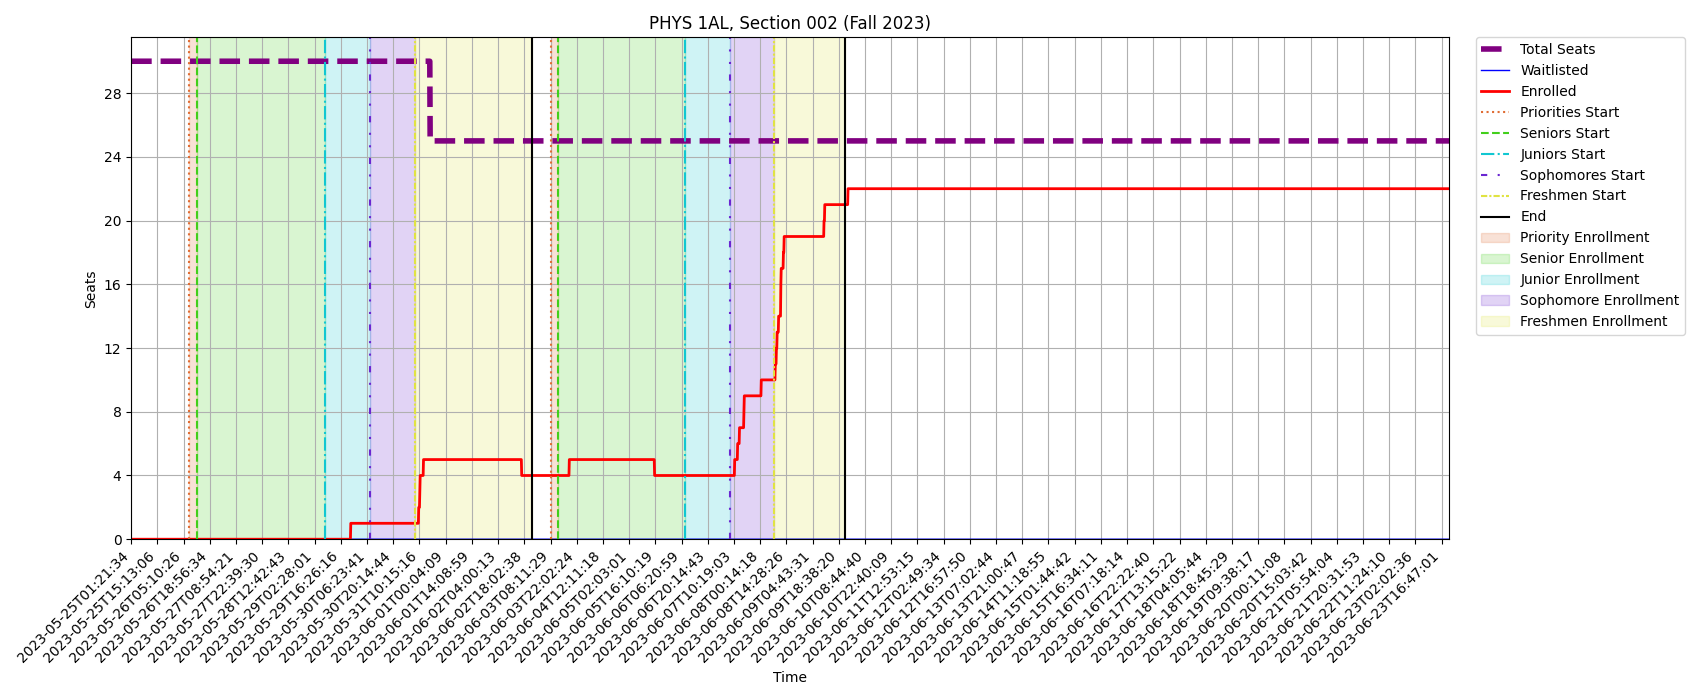 PHYS 1AL, Section 002 (Fall 2023)
Seats
28
24
20
16
12
8
4
0
2023-05-25T01:21:34
2023-05-25T15:13:06
2023-05-26T05:10:26
2023-05-26T18:56:34
2023-05-27T08:54:21
2023-05-27T22:39:30
2023-05-28T12:42:43
2023-05-29T02:28:01
2023-05-29T16:26:16
2023-05-30T06:23:41
2023-05-30T20:14:44
2023-05-31T10:15:16
2023-06-01T00:04:09
2023-06-01T14:08:59
2023-06-02T04:00:13
2023-06-02T18:02:38
2023-06-03T08:11:29
2023-06-03T22:02:24
2023-06-04T12:11:18
2023-06-05T02:03:01
2023-06-05T16:10:19
2023-06-06T06:20:59
2023-06-06T20:14:43
2023-06-07T10:19:03
2023-06-08T00:14:18
2023-06-08T14:28:26
2023-06-09T04:43:31
2023-06-09T18:38:20
2023-06-10T08:44:40
2023-06-10T22:40:09
2023-06-11T12:53:15
2023-06-12T02:49:34
2023-06-12T16:57:50
2023-06-13T07:02:44
2023-06-13T21:00:47
2023-06-14T11:18:55
2023-06-15T01:44:42
2023-06-15T16:34:11
2023-06-16T07:18:14
2023-06-16T22:22:40
2023-06-17T13:15:22
2023-06-18T04:05:44
2023-06-18T18:45:29
2023-06-19T09:38:17
2023-06-20T00:11:08
2023-06-20T15:03:42
2023-06-21T05:54:04
2023-06-21T20:31:53
2023-06-22T11:24:10
2023-06-23T02:02:36
2023-06-23T16:47:01
Time
Total Seats
Waitlisted
Enrolled
Priorities Start
Seniors Start
Juniors Start
Sophomores Start
Freshmen Start
End
Priority Enrollment
Senior Enrollment
Junior Enrollment
Sophomore Enrollment
Freshmen Enrollment